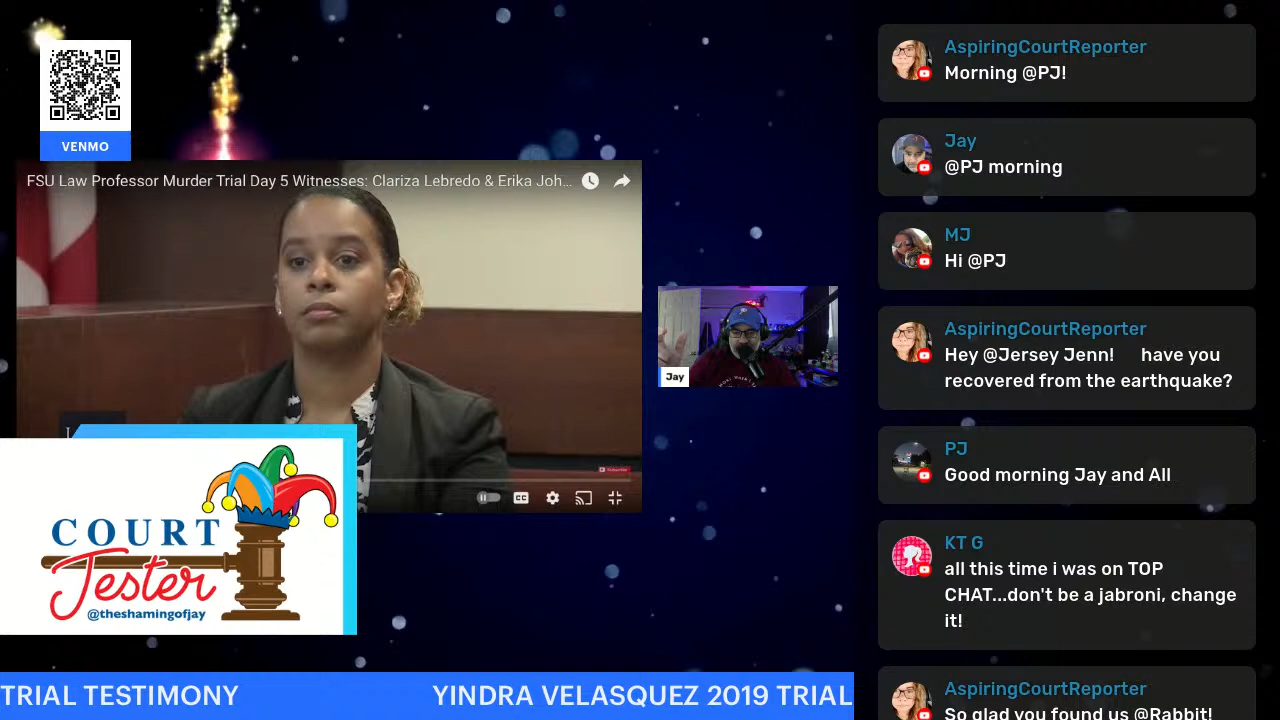 VENMO
FSU Law Professor Murder Trial Day 5 Witnesses: Clariza Lebredo & Erika Joh...
Jay
COURT
Jester
@theshamingofjay
TRIAL TESTIMONY YINDRA VELASQUEZ 2019 TRIAL
AspiringCourtReporter
Morning @PJ!
Jay
@PJ morning
MJ
Hi @PJ
AspiringCourtReporter
Hey @Jersey Jenn! have you
recovered from the earthquake?
PJ
Good morning Jay and All
KT G
all this time i was on TOP
CHAT...don't be a jabroni, change
it!
AspiringCourtReporter
So glad you found us @Rabbit!